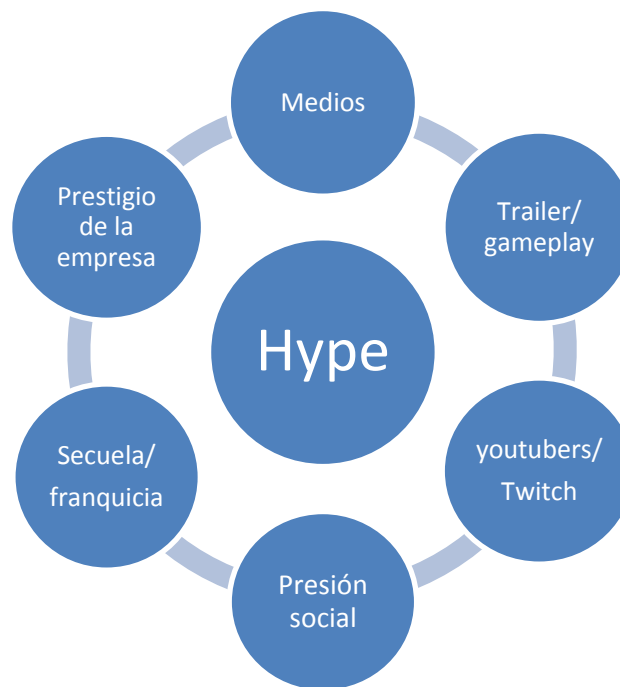 Medios
Trailer/
gameplay
youtubers/
Twitch
Presión
social
Secuela/
franquicia
Prestigio
de la
empresa
Hype